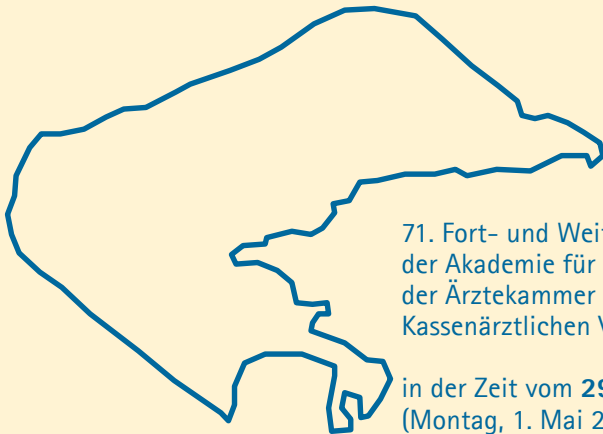 71. Fort- und Weit
der Akademie für
der Ärztekammer
Kassenärztlichen V
in der Zeit vom 29
(Montag, 1. Mai 2